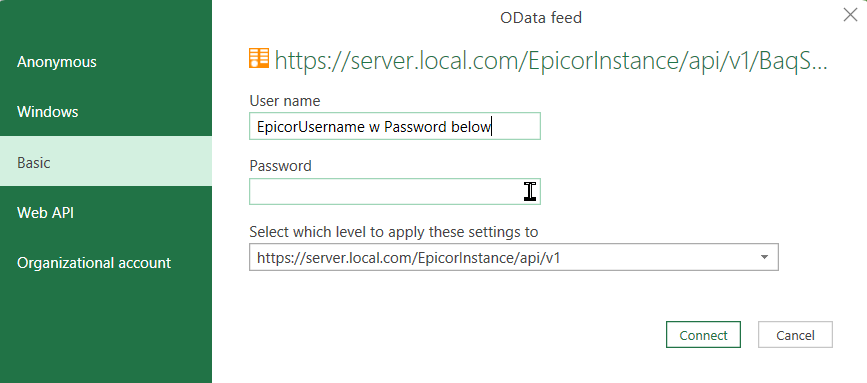 OData feed
Anonymous
Windows
Basic
Web API
Organizational account
https://server.local.com/EpicorInstance/api/v1/BaqS...
User name
EpicorUsername w Password below
Password
Select which level to apply these settings to
https://server.local.com/EpicorInstance/api/v1
Connect
Cancel